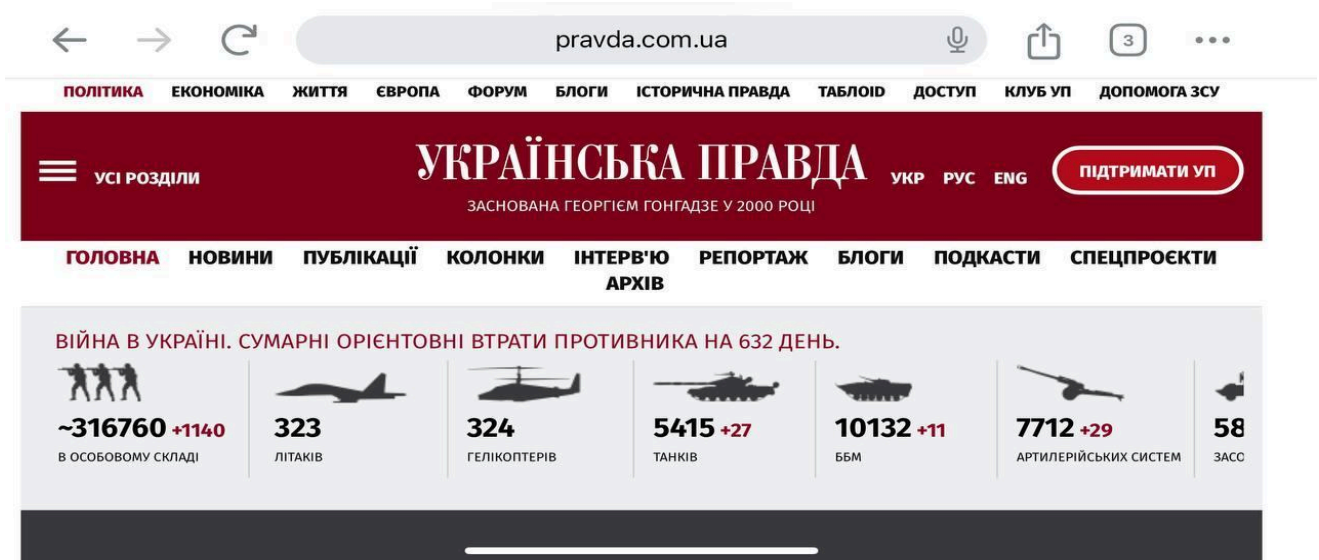 pravda.com.ua
3
ПОЛІТИКА ЕКОНОМІКА ЖИТТЯ ЄВРОПА ФОРУМ БЛОГИ ІСТОРИЧНА ПРАВДА ТАБЛОID ДОСТУП КЛУБ УП ДОПОМОГА ЗСУ
УСІ РОЗДІЛИ
УКРАЇНСЬКА ПРАВДА
УКР РУС ENG
ПІДТРИМАТИ УП
ЗАСНОВАНА ГЕОРГІЄМ ГОНГАДЗЕ У 2000 РОЦІ
ГОЛОВНА НОВИНИ ПУБЛІКАЦІЇ КОЛОНКИ ІНТЕРВ'Ю РЕПОРТАЖ БЛОГИ ПОДКАСТИ СПЕЦПРОЄКТИ
АРХІВ
ВІЙНА В УКРАЇНІ. СУМАРНІ ОРІЄНТОВНІ ВТРАТИ ПРОТИВНИКА НА 632 ДЕНЬ.
~316760 +1140
В ОСОБОВОМУ СКЛАДІ
323
ЛІТАКІВ
324
ГЕЛІКОПТЕРІВ
5415 +27
ТАНКІВ
10132 +11
ББМ
7712 +29
АРТИЛЕРІЙСЬКИХ СИСТЕМ
58
ЗАСО